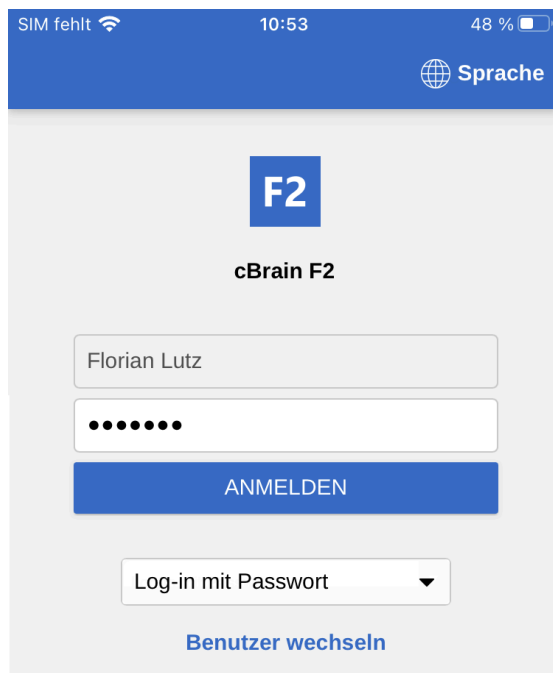 SIM fehlt 10:53 48 %
Sprache
F2
cBrain F2
Florian Lutz
•••••••
ANMELDEN
Log-in mit Passwort
Benutzer wechseln